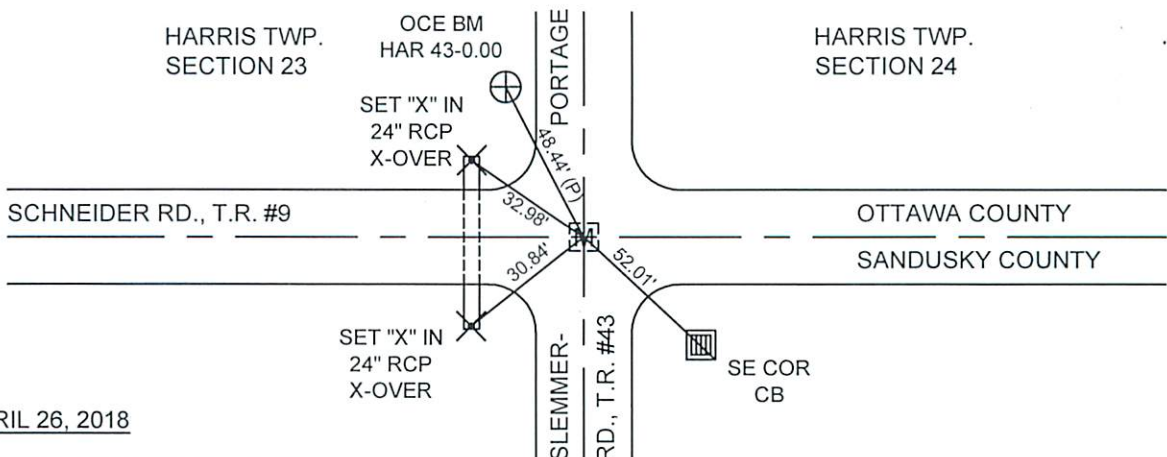 HARRIS TWP.
SECTION 23
OCE BM
HAR 43-0.00
PORTAGE
HARRIS TWP.
SECTION 24
SET "X" IN
24" RCP
X-OVER
48.44' (P)
32.98'
SCHNEIDER RD., T.R. #9
M
OTTAWA COUNTY
SANDUSKY COUNTY
30.84'
52.01'
SET "X" IN
24" RCP
X-OVER
SLEMMER-
RD., T.R. #43
SE COR
CB
RIL 26, 2018